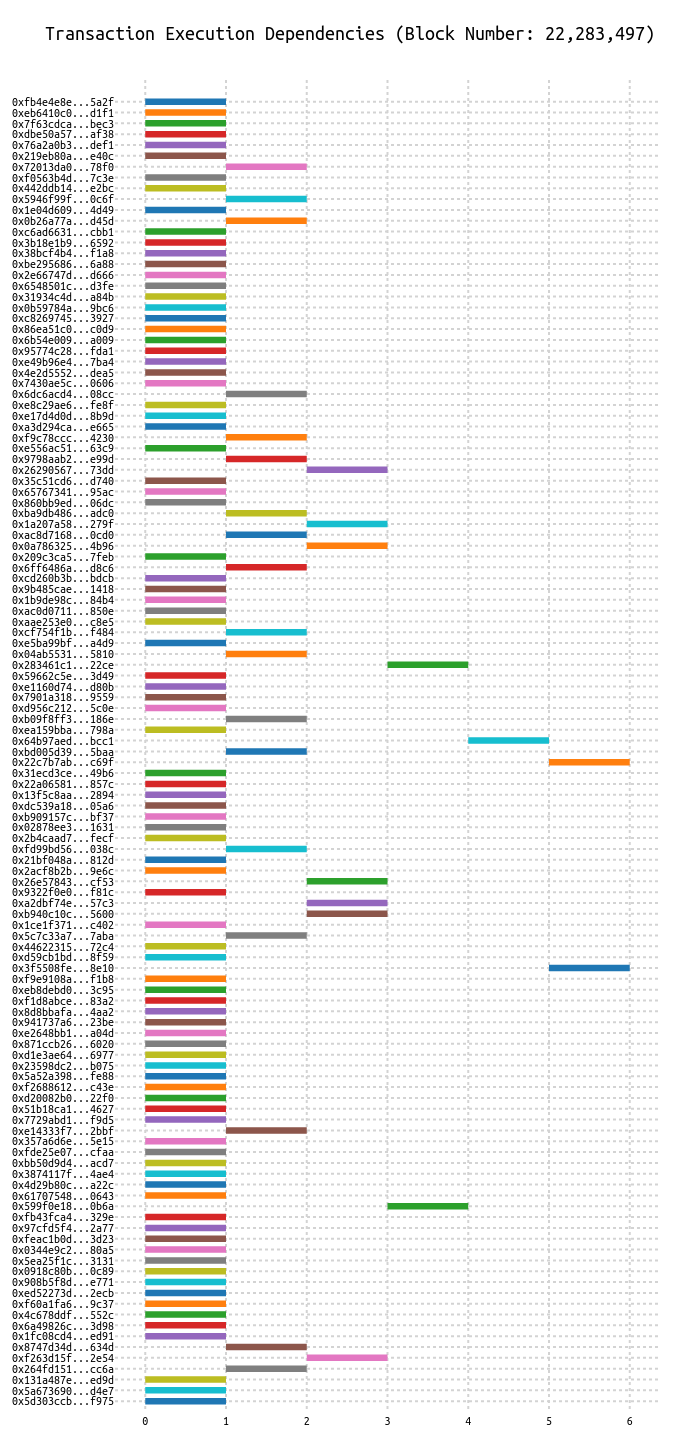 Transaction Execution Dependencies (Block Number: 22,283,497)
0xfb4e4e8e...5a2f
0xeb6410c0...d1f1
0x7f63cdca...bec3
0xdbe50a57...af38
0x76a2a0b3...def1
0x219eb80a...e40c
0x72013da0...78f0
0xf0563b4d...7c3e
0x442ddb14...e2bc
0x5946f99f...0c6f
0x1e04d609...4d49
0x0b26a77a...d45d
0xc6ad6631...cbb1
0x3b18e1b9...6592
0x38bcf4b4...f1a8
0xbe295686...6a88
0x2e66747d...d666
0x6548501c...d3fe
0x31934c4d...a84b
0x0b59784a...9bc6
0xc8269745...3927
0x86ea51c0...c0d9
0x6b54e009...a009
0x95774c28...fda1
0xe49b96e4...7ba4
0x4e2d5552...dea5
0x7430ae5c...0606
0x6dc6acd4...08cc
0xe8c29ae6...fe8f
0xe17d4d0d...8b9d
0xa3d294ca...e665
0xf9c78ccc...4230
0xe556ac51...63c9
0x9798aab2...e99d
0x26290567...73dd
0x35c51cd6...d740
0x65767341...95ac
0x860bb9ed...06dc
0xba9db486...adc0
0x1a207a58...279f
0xac8d7168...0cd0
0x0a786325...4b96
0x209c3ca5...7feb
0x6ff6486a...d8c6
0xcd260b3b...bdcb
0x9b485cae...1418
0x1b9de98c...84b4
0xac0d0711...850e
0xaae253e0...c8e5
0xcf754f1b...f484
0xe5ba99bf...a4d9
0x04ab5531...5810
0x283461c1...22ce
0x59662c5e...3d49
0xe1160d74...d80b
0x7901a318...9559
0xd956c212...5c0e
0xb09f8ff3...186e
0xea159bba...798a
0x64b97aed...bcc1
0xbd005d39...5baa
0x22c7b7ab...c69f
0x31ecd3ce...49b6
0x22a06581...857c
0x13f5c8aa...2894
0xdc539a18...05a6
0xb909157c...bf37
0x02878ee3...1631
0x2b4caad7...fecf
0xfd99bd56...038c
0x21bf048a...812d
0x2acf8b2b...9e6c
0x26e57843...cf53
0x9322f0e0...f81c
0xa2dbf74e...57c3
0xb940c10c...5600
0x1ce1f371...c402
0x5c7c33a7...7aba
0x44622315...72c4
0xd59cb1bd...8f59
0x3f5508fe...8e10
0xf9e9108a...f1b8
0xeb8debd0...3c95
0xf1d8abce...83a2
0x8d8bbafa...4aa2
0x941737a6...23be
0xe2648bb1...a04d
0x871ccb26...6020
0xd1e3ae64...6977
0x23598dc2...b075
0x5a52a398...fe88
0xf2688612...c43e
0xd20082b0...22f0
0x51b18ca1...4627
0x7729abd1...f9d5
0xe14333f7...2bbf
0x357a6d6e...5e15
0xfde25e07...cfaa
0xbb50d9d4...acd7
0x3874117f...4ae4
0x4d29b80c...a22c
0x61707548...0643
0x599f0e18...0b6a
0xfb43fca4...329e
0x97cfd5f4...2a77
0xfeac1b0d...3d23
0x0344e9c2...80a5
0x5ea25f1c...3131
0x0918c80b...0c89
0x908b5f8d...e771
0xed52273d...2ecb
0xf60a1fa6...9c37
0x4c678ddf...552c
0x6a49826c...3d98
0x1fc08cd4...ed91
0x8747d34d...634d
0xf263d15f...2e54
0x264fd151...cc6a
0x131a487e...ed9d
0x5a673690...d4e7
0x5d303ccb...f975
0 1 2 3 4 5 6